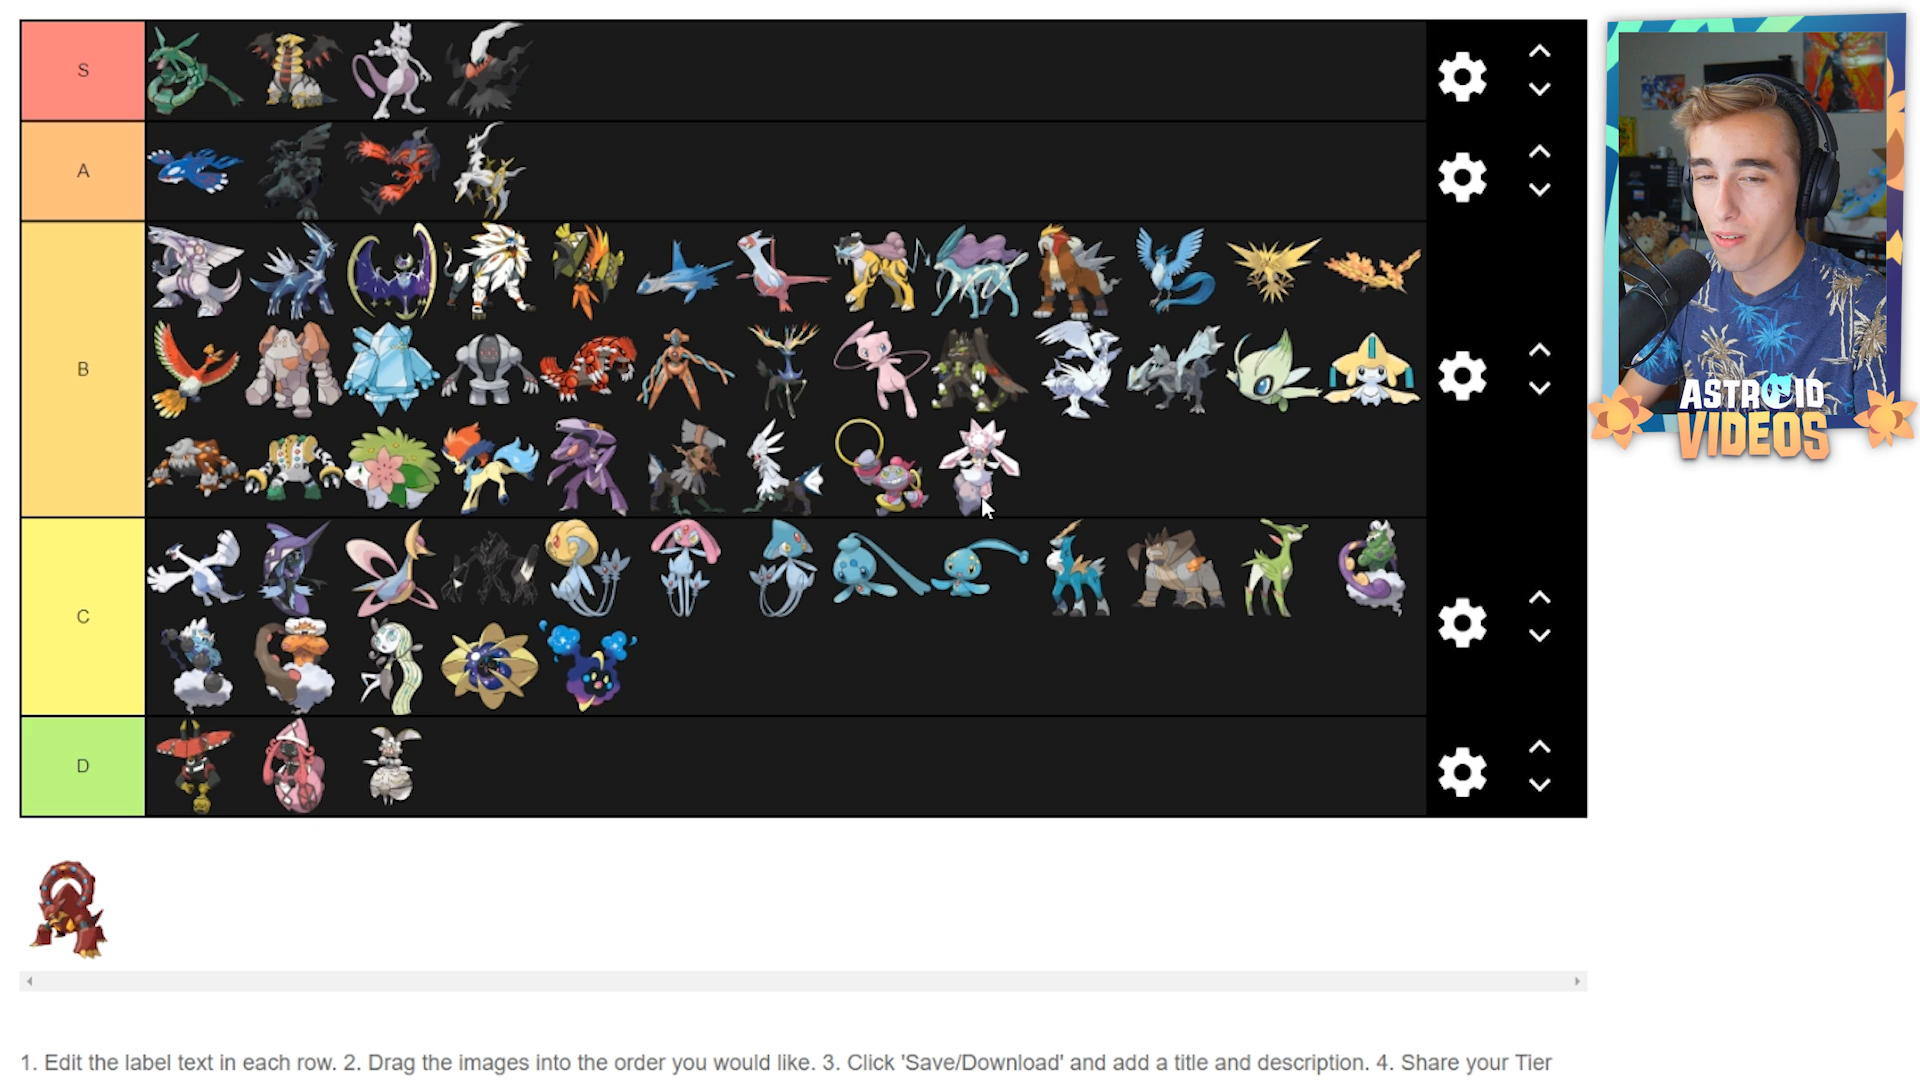 S
A
B
C
D
ASTROID
VIDEOS
1. Edit the label text in each row. 2. Drag the images into the order you would like. 3. Click 'Save/Download' and add a title and description. 4. Share your Tier